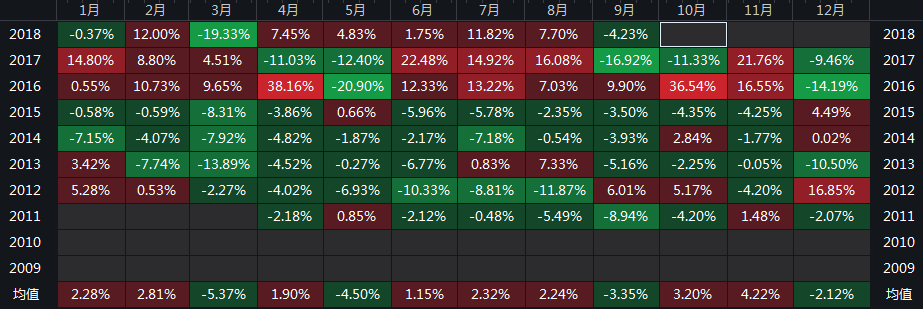 1月 2月 3月 4月 5月 6月 7月 8月 9月 10月 11月 12月
2018 -0.37% 12.00% -19.33% 7.45% 4.83% 1.75% 11.82% 7.70% -4.23% 2018
2017 14.80% 8.80% 4.51% -11.03% -12.40% 22.48% 14.92% 16.08% -16.92% -11.33% 21.76% -9.46% 2017
2016 0.55% 10.73% 9.65% 38.16% -20.90% 12.33% 13.22% 7.03% 9.90% 36.54% 16.55% -14.19% 2016
2015 -0.58% -0.59% -8.31% -3.86% 0.66% -5.96% -5.78% -2.35% -3.50% -4.35% -4.25% 4.49% 2015
2014 -7.15% -4.07% -7.92% -4.82% -1.87% -2.17% -7.18% -0.54% -3.93% 2.84% -1.77% 0.02% 2014
2013 3.42% -7.74% -13.89% -4.52% -0.27% -6.77% 0.83% 7.33% -5.16% -2.25% -0.05% -10.50% 2013
2012 5.28% 0.53% -2.27% -4.02% -6.93% -10.33% -8.81% -11.87% 6.01% 5.17% -4.20% 16.85% 2012
2011 -2.18% 0.85% -2.12% -0.48% -5.49% -8.94% -4.20% 1.48% -2.07% 2011
2010 2010
2009 2009
均值 2.28% 2.81% -5.37% 1.90% -4.50% 1.15% 2.32% 2.24% -3.35% 3.20% 4.22% -2.12% 均值